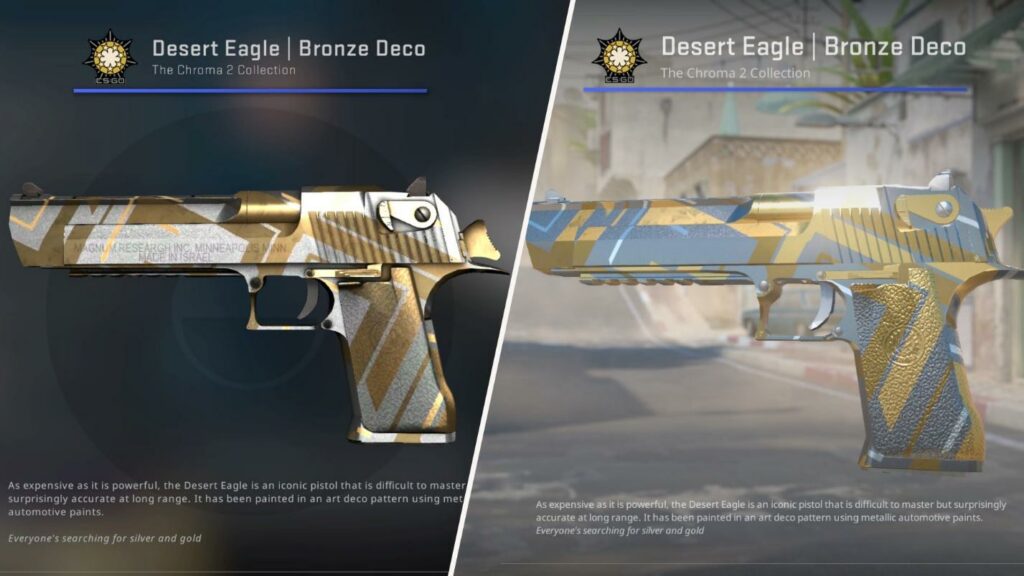 Desert Eagle | Bronze Deco
The Chroma 2 Collection
CS:GO
MAGNUM RESEARCH INC, MINNEAPOLIS MINN.
MADE IN ISRAEL
As expensive as it is powerful, the Desert Eagle is an iconic pistol that is difficult to master
surprisingly accurate at long range. It has been painted in an art deco pattern using met
automotive paints.
Everyone's searching for silver and gold
Desert Eagle | Bronze Deco
The Chroma 2 Collection
CS:GO
As expensive as it is powerful, the Desert Eagle is an iconic pistol that is difficult to master but surprisingly
accurate at long range. It has been painted in an art deco pattern using metallic automotive paints.
Everyone's searching for silver and gold